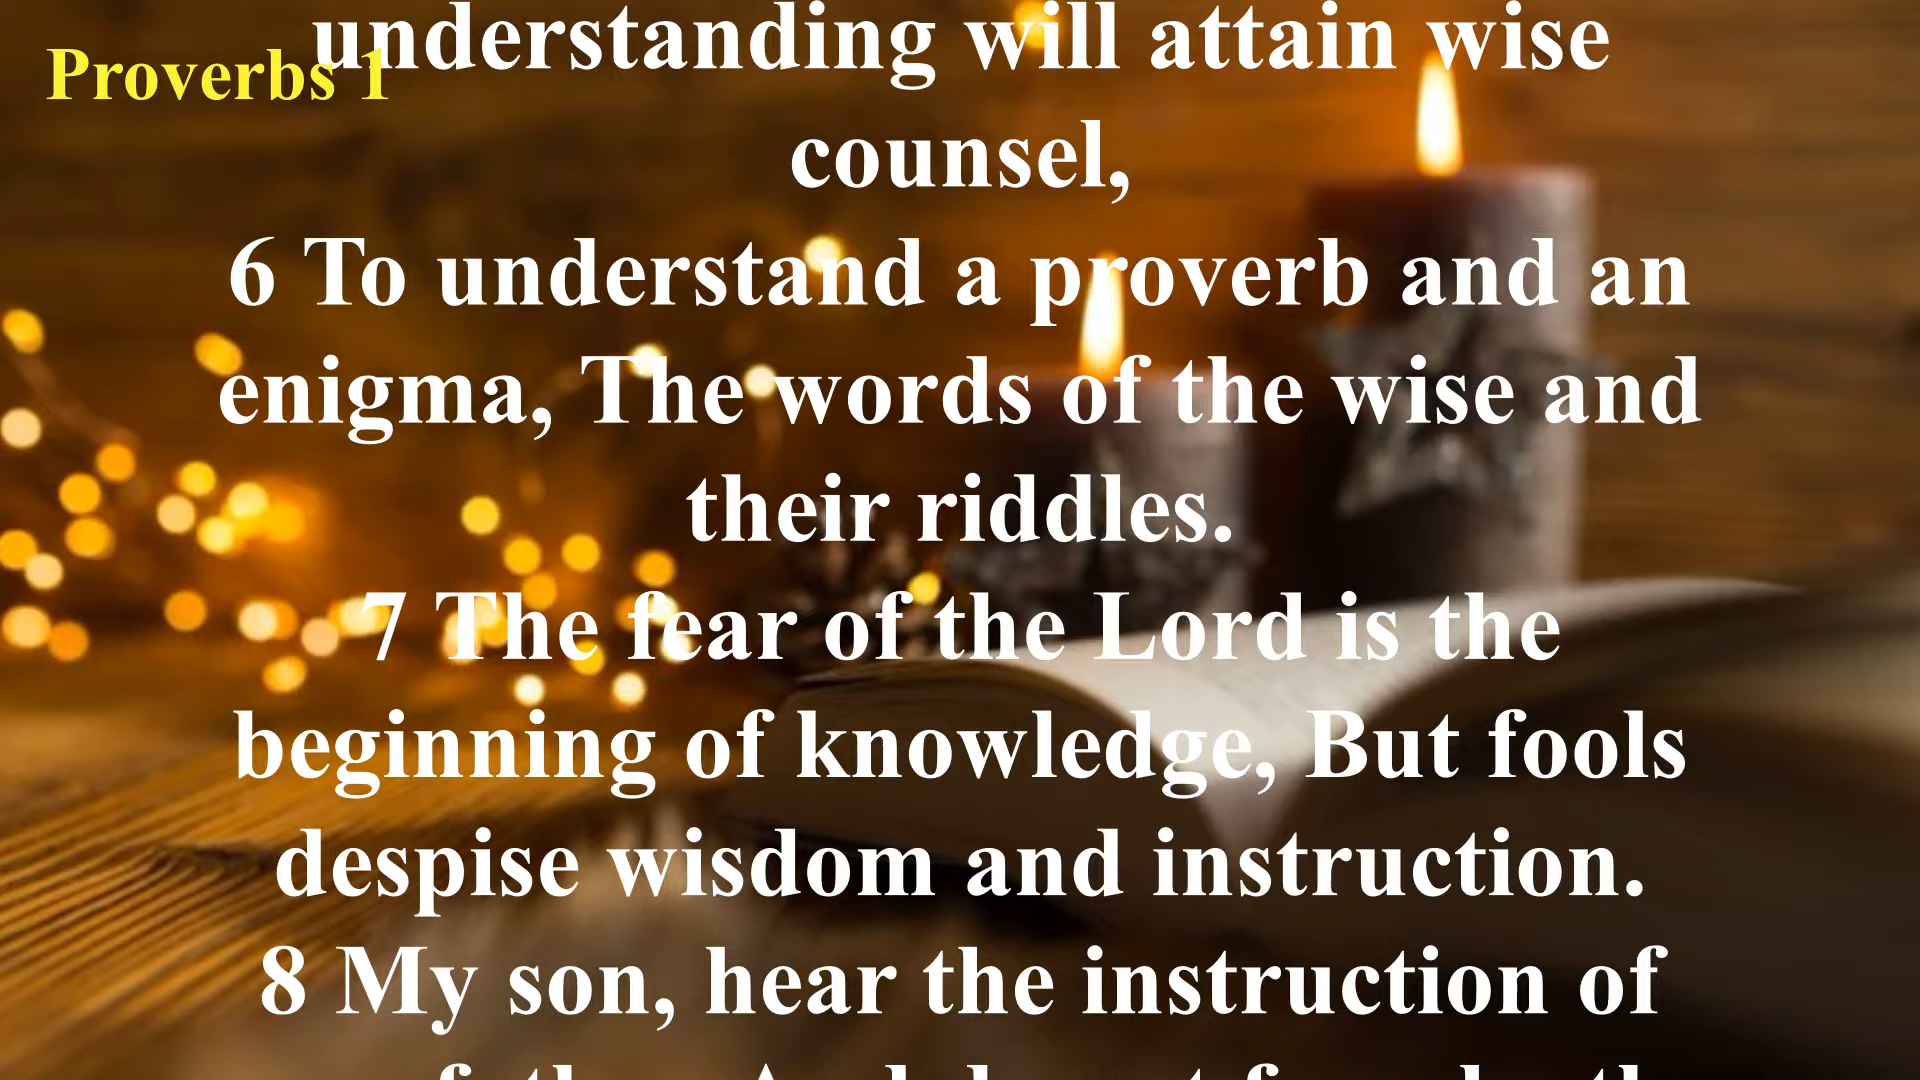 Proverbs 1
understanding will attain wise
counsel,
6 To understand a proverb and an
enigma, The words of the wise and
their riddles.
7 The fear of the Lord is the
beginning of knowledge, But fools
despise wisdom and instruction.
8 My son, hear the instruction of